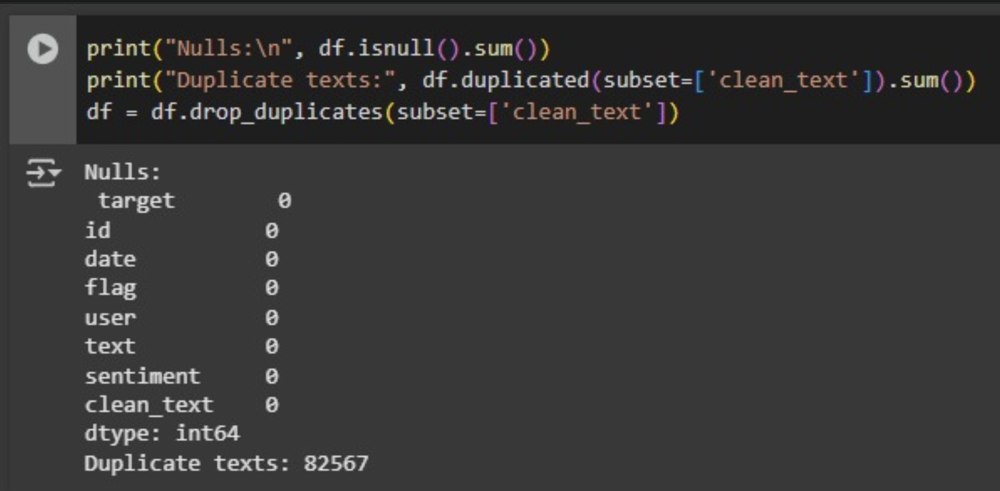 print("Nulls:\n", df.isnull().sum())
print("Duplicate texts:", df.duplicated(subset=['clean_text']).sum())
df = df.drop_duplicates(subset=['clean_text'])
Nulls:
 target        0
id            0
date          0
flag          0
user          0
text          0
sentiment     0
clean_text    0
dtype: int64
Duplicate texts: 82567